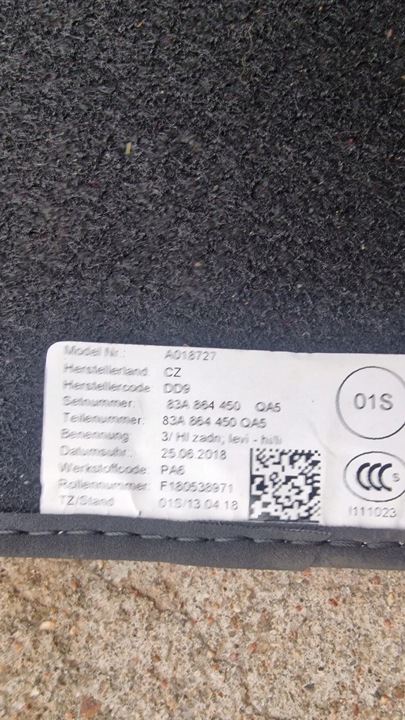 Model Nr.: A018727
Herstellerland: CZ
Herstellercode: DD9
Setnummer: 83A 864 450 QA5
Teilenummer: 83A 864 450 QA5
Benennung 3/ Hll zadn; levi - hi/li
Datumsuhr.: 25.06.2018
Werkstoffcode: PA6
Rollennummer: F180538971
TZ/Stand 01S/13.04.18
01S
CCC S
I111023